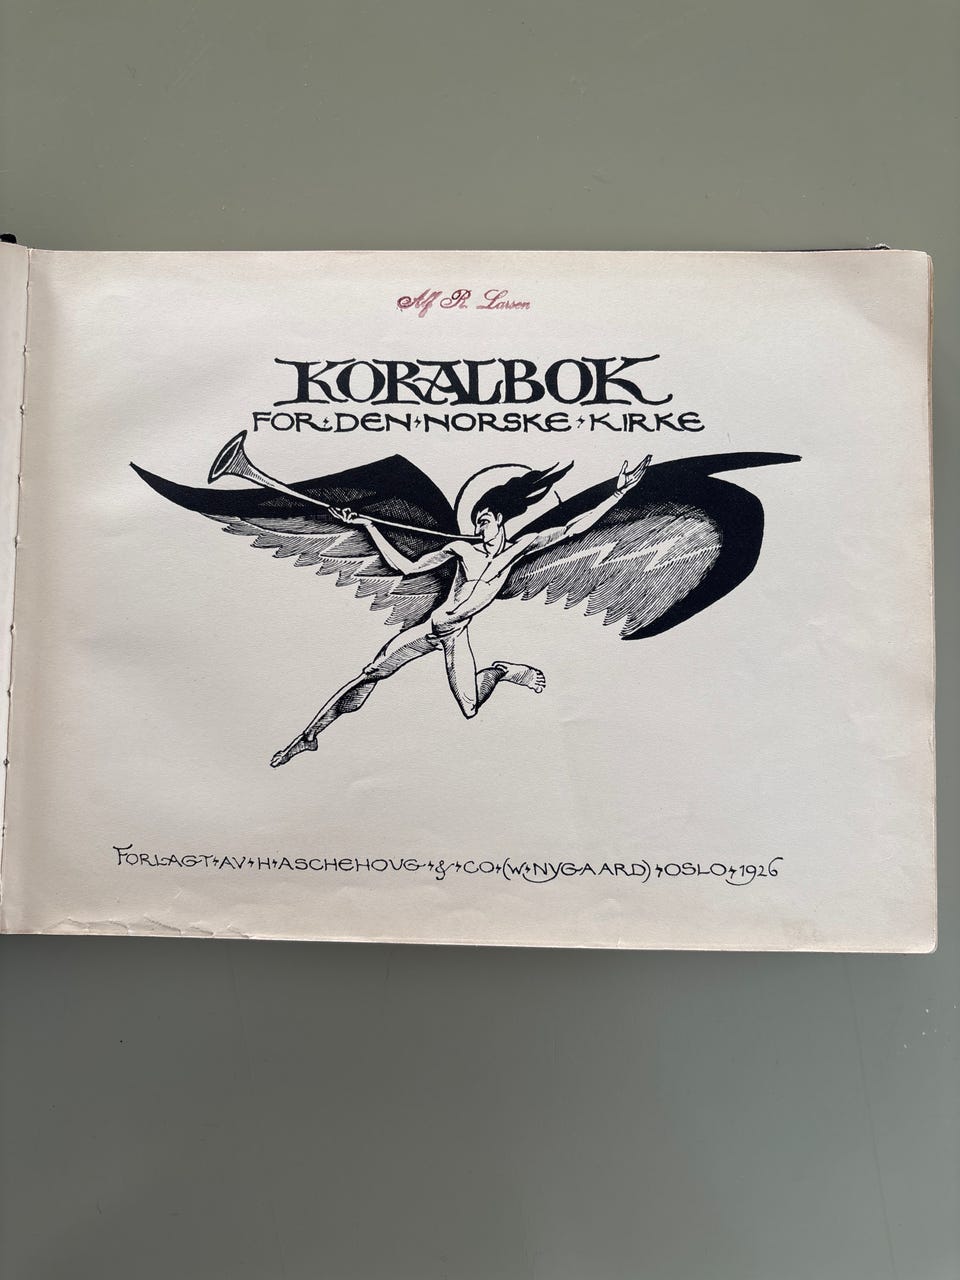 Alf R. Larsen
KORALBOK
FOR DEN NORSKE KIRKE
FORLAGT AV H ASCHEHOUG & CO (W NYGAARD) OSLO 1926